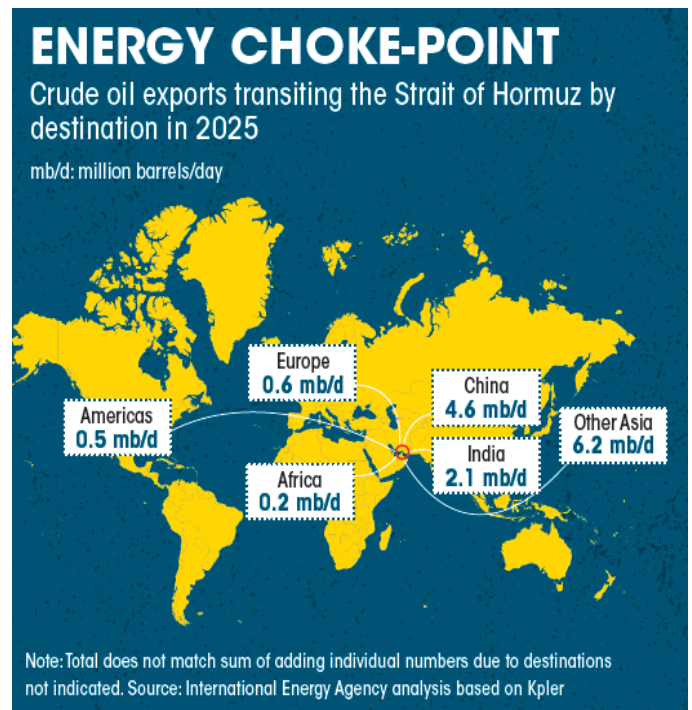 ENERGY CHOKE-POINT
Crude oil exports transiting the Strait of Hormuz by
destination in 2025
mb/d: million barrels/day
Europe
0.6 mb/d
China
4.6 mb/d
Americas
0.5 mb/d
Other Asia
6.2 mb/d
India
2.1 mb/d
Africa
0.2 mb/d
Note: Total does not match sum of adding individual numbers due to destinations
not indicated. Source: International Energy Agency analysis based on Kpler